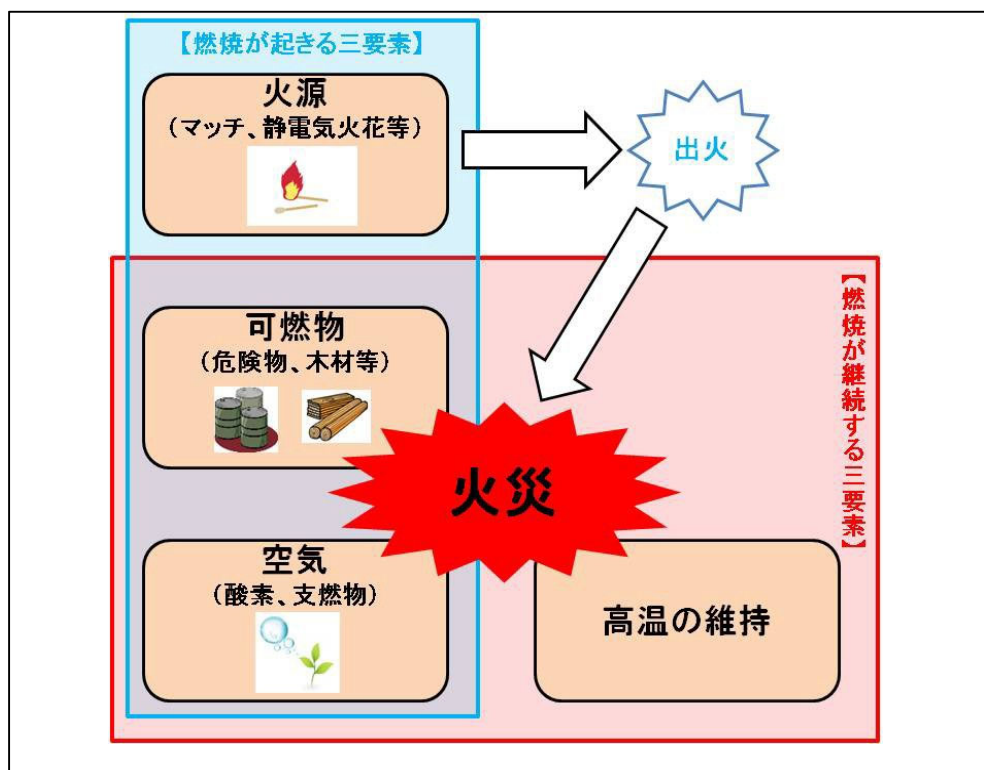 【燃焼が起きる三要素】
火源
(マッチ、静電気火花等)
出火
可燃物
(危険物、木材等)
火災
空気
(酸素、支燃物)
高温の維持
【燃焼が継続する三要素】